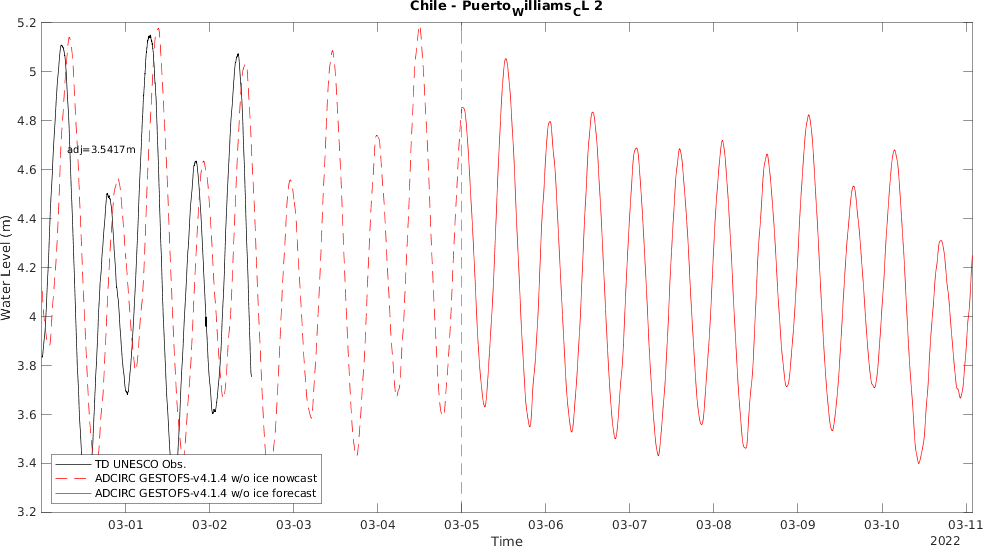 Chile - PuertoWilliamsCL 2
5.2
5
4.8
4.6
4.4
4.2
4
3.8
3.6
3.4
3.2
Water Level (m)
adj=3.5417m
TD UNESCO Obs.
ADCIRC GESTOFS-v4.1.4 w/o ice nowcast
ADCIRC GESTOFS-v4.1.4 w/o ice forecast
03-01 03-02 03-03 03-04 03-05 03-06 03-07 03-08 03-09 03-10 03-11
Time
2022